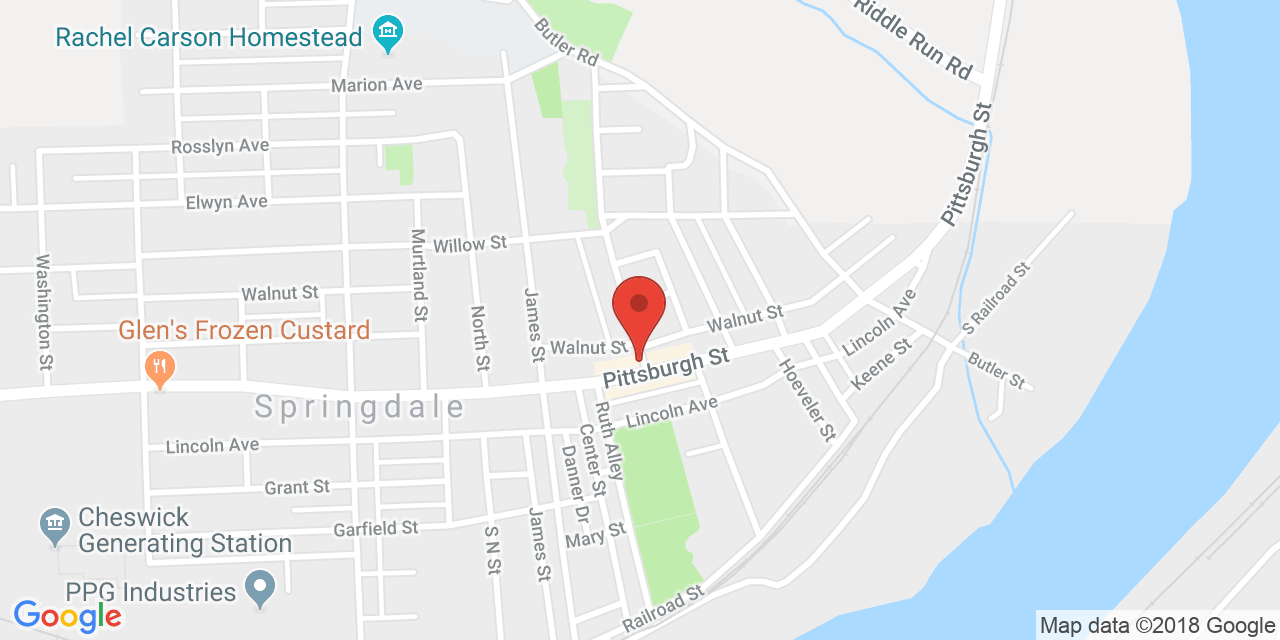 Riddle Run Rd
Butler Rd
Rachel Carson Homestead
Marion Ave
Pittsburgh St
Rosslyn Ave
Elwyn Ave
Willow St
Murtland St
Washington St
Walnut St
James St
North St
S Railroad St
Lincoln Ave
Walnut St
Glen's Frozen Custard
Walnut St
Keene St
Butler St
Pittsburgh St
Hoeveler St
Springdale
Lincoln Ave
Ruth Alley
Center St
Danner Dr
Lincoln Ave
Grant St
Garfield St
Cheswick
Generating Station
S N St
James St
Mary St
PPG Industries
Railroad St
Google
Map data ©2018 Google